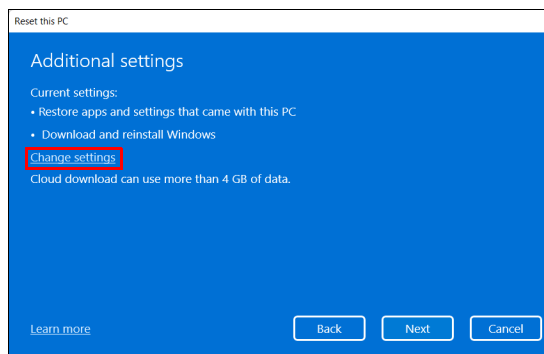 Reset this PC
Additional settings
Current settings:
• Restore apps and settings that came with this PC
• Download and reinstall Windows
Change settings
Cloud download can use more than 4 GB of data.
Learn more
Back
Next
Cancel